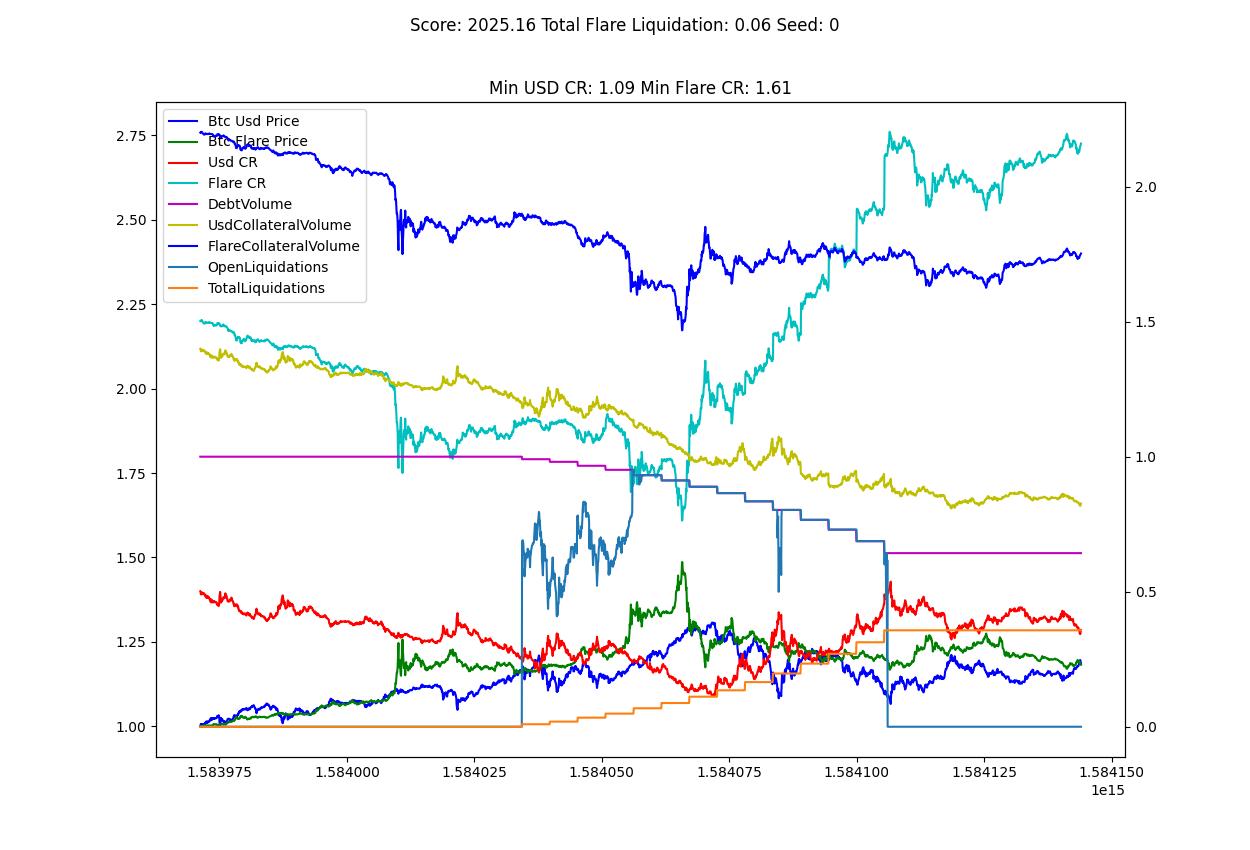 Score: 2025.16 Total Flare Liquidation: 0.06 Seed: 0
Min USD CR: 1.09 Min Flare CR: 1.61
Btc Usd Price
Btc Flare Price
Usd CR
Flare CR
DebtVolume
UsdCollateralVolume
FlareCollateralVolume
OpenLiquidations
TotalLiquidations
2.75
2.50
2.25
2.00
1.75
1.50
1.25
1.00
2.0
1.5
1.0
0.5
0.0
1.583975
1.584000
1.584025
1.584050
1.584075
1.584100
1.584125
1.584150
1e15